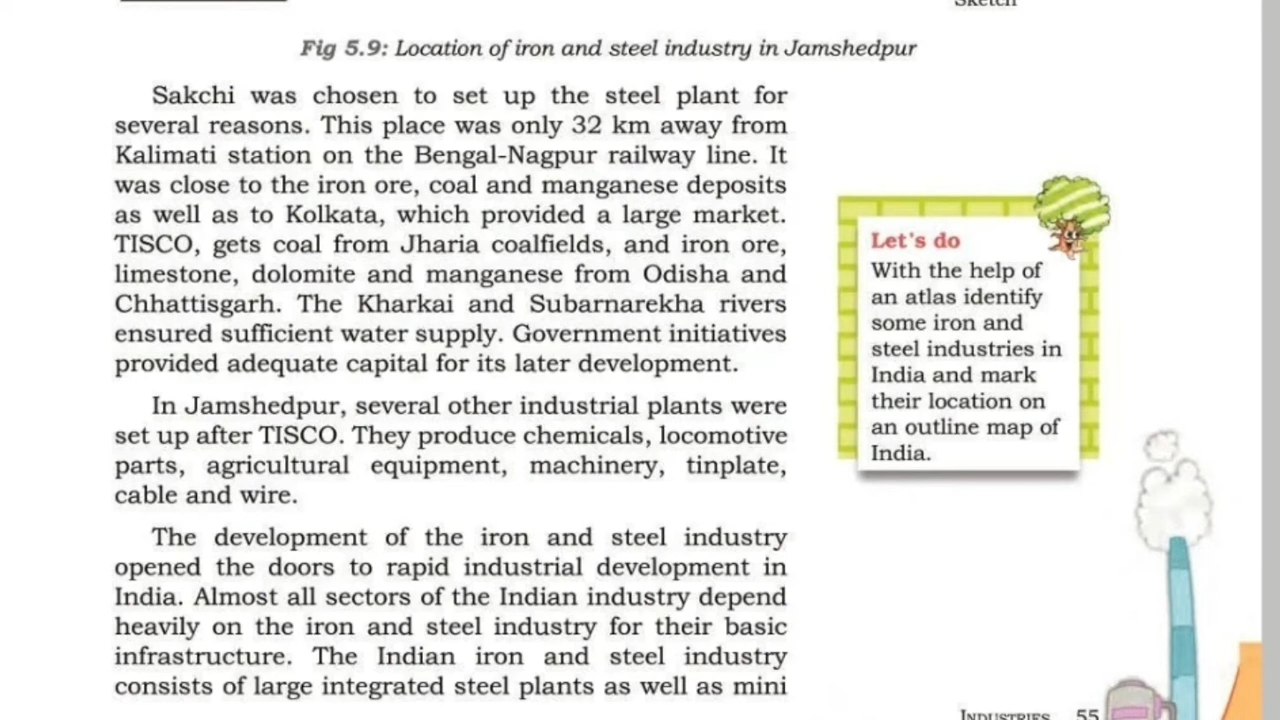 Sketch
Fig 5.9: Location of iron and steel industry in Jamshedpur
Sakchi was chosen to set up the steel plant for
several reasons. This place was only 32 km away from
Kalimati station on the Bengal-Nagpur railway line. It
was close to the iron ore, coal and manganese deposits
as well as to Kolkata, which provided a large market.
TISCO, gets coal from Jharia coalfields, and iron ore,
limestone, dolomite and manganese from Odisha and
Chhattisgarh. The Kharkai and Subarnarekha rivers
ensured sufficient water supply. Government initiatives
provided adequate capital for its later development.
In Jamshedpur, several other industrial plants were
set up after TISCO. They produce chemicals, locomotive
parts, agricultural equipment, machinery, tinplate,
cable and wire.
The development of the iron and steel industry
opened the doors to rapid industrial development in
India. Almost all sectors of the Indian industry depend
heavily on the iron and steel industry for their basic
infrastructure. The Indian iron and steel industry
consists of large integrated steel plants as well as mini
Let's do
With the help of
an atlas identify
some iron and
steel industries in
India and mark
their location on
an outline map of
India.
INDUSTRIES 55